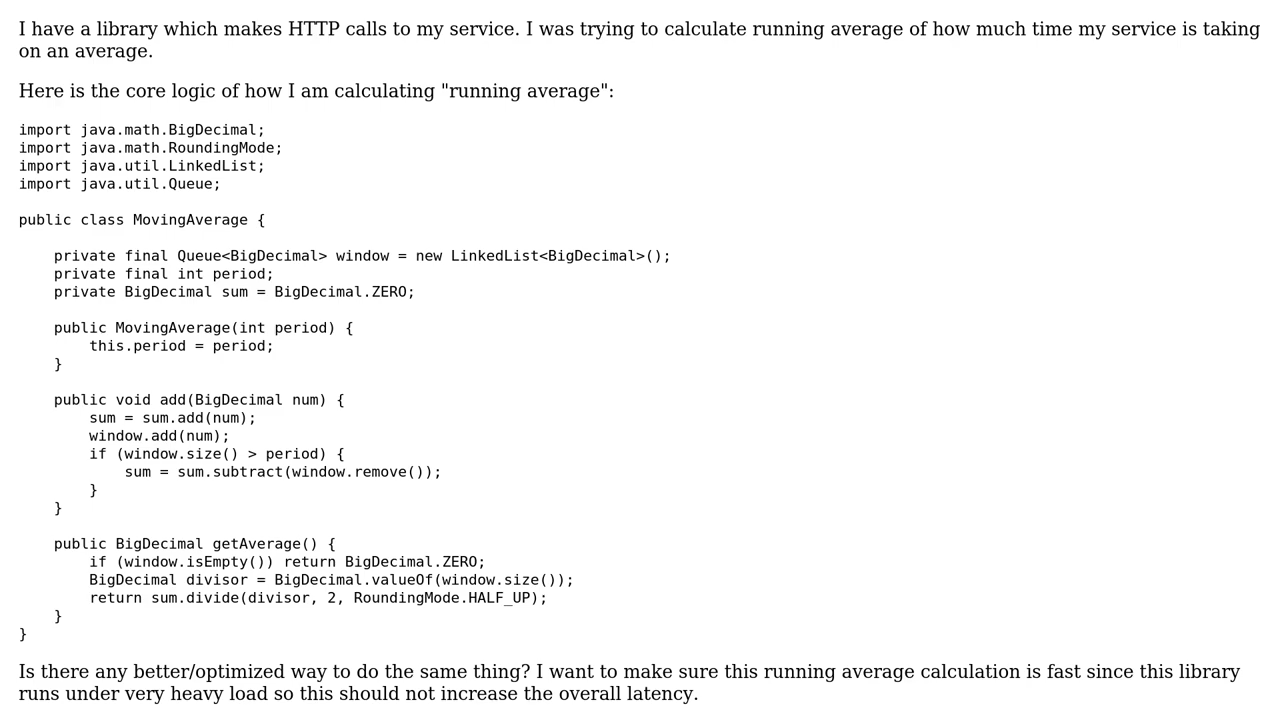 I have a library which makes HTTP calls to my service. I was trying to calculate running average of how much time my service is taking
on an average.
Here is the core logic of how I am calculating "running average":
import java.math.BigDecimal;
import java.math.RoundingMode;
import java.util.LinkedList;
import java.util.Queue;
public class MovingAverage {
    private final Queue<BigDecimal> window = new LinkedList<BigDecimal>();
    private final int period;
    private BigDecimal sum = BigDecimal.ZERO;
    public MovingAverage(int period) {
        this.period = period;
    }
    public void add(BigDecimal num) {
        sum = sum.add(num);
        window.add(num);
        if (window.size() > period) {
            sum = sum.subtract(window.remove());
        }
    }
    public BigDecimal getAverage() {
        if (window.isEmpty()) return BigDecimal.ZERO;
        BigDecimal divisor = BigDecimal.valueOf(window.size());
        return sum.divide(divisor, 2, RoundingMode.HALF_UP);
    }
}
Is there any better/optimized way to do the same thing? I want to make sure this running average calculation is fast since this library
runs under very heavy load so this should not increase the overall latency.